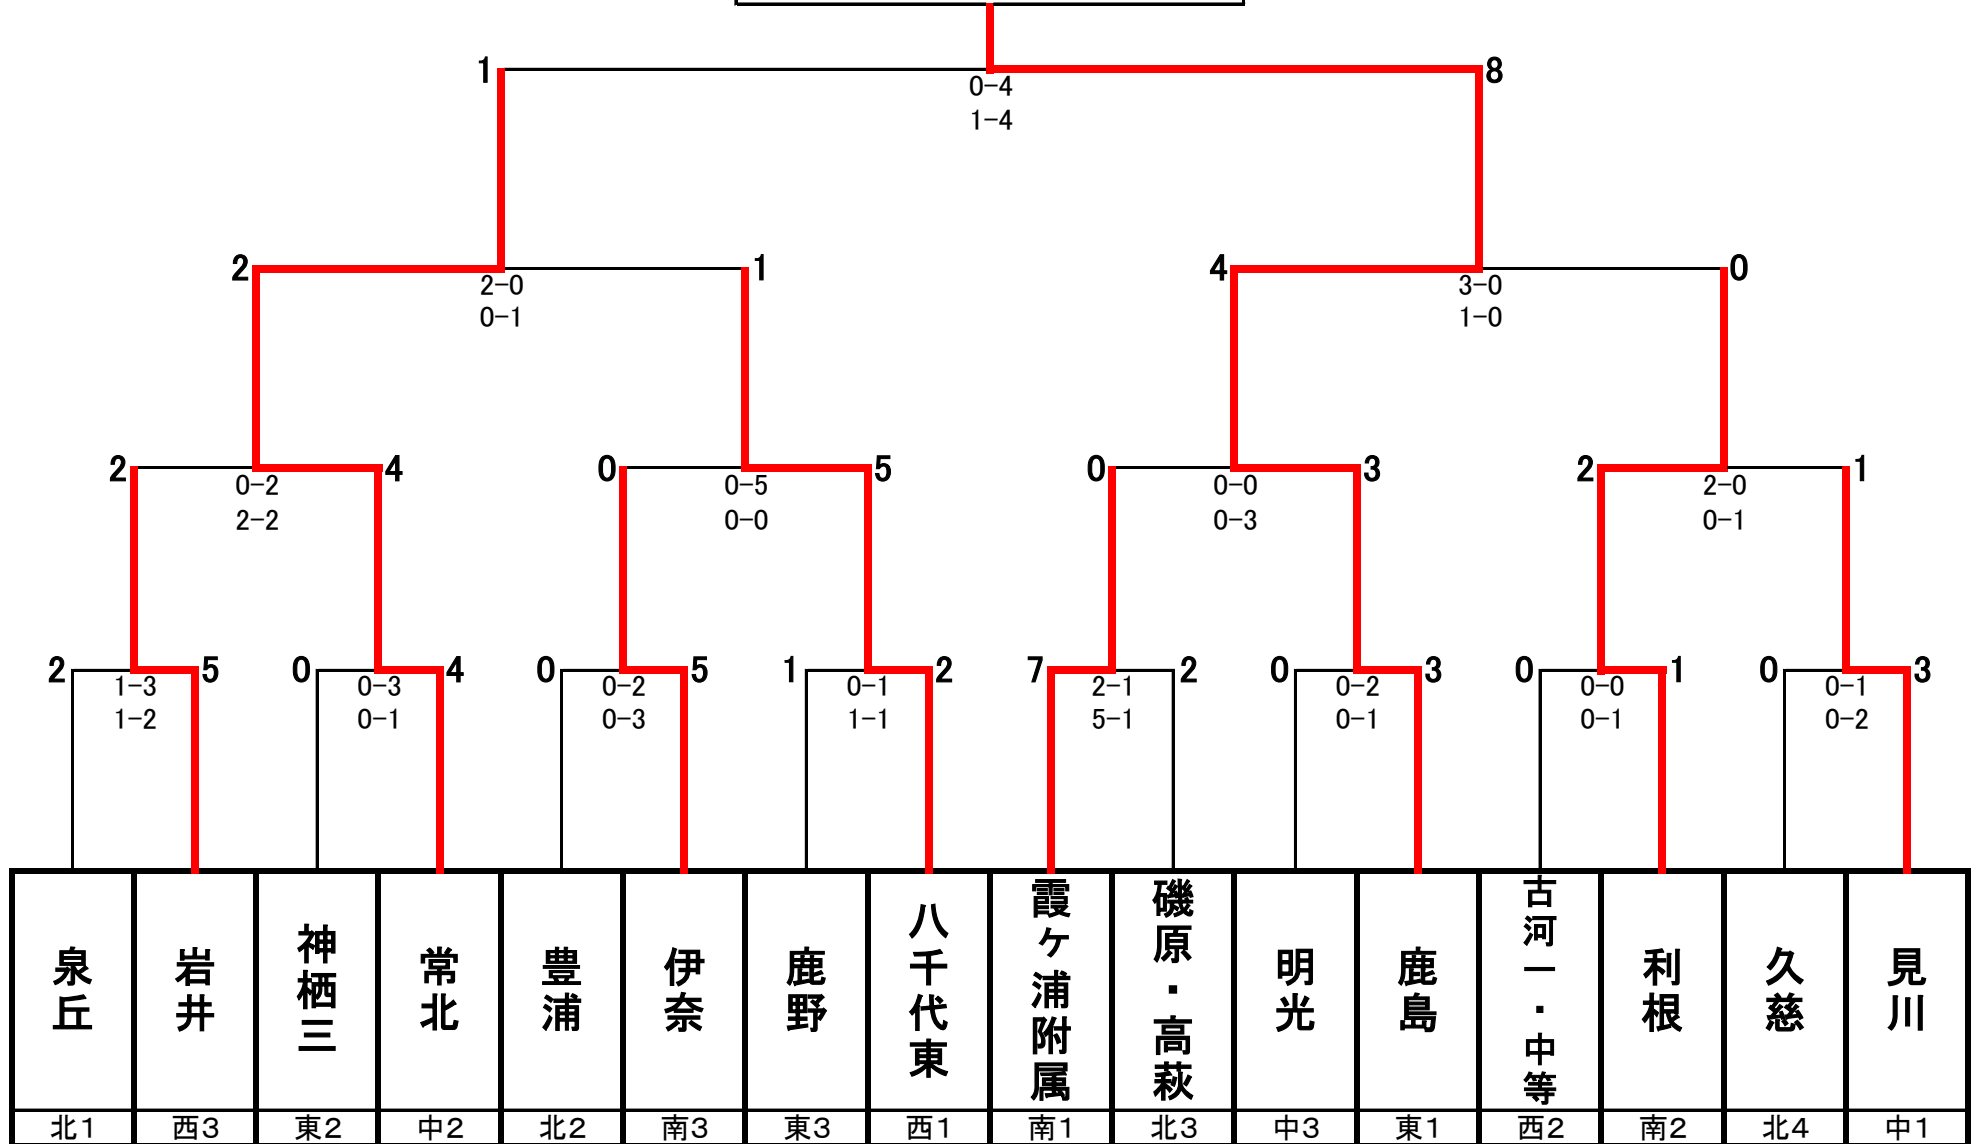 1 8
0-4
1-4
2 1 4 0
2-0 3-0
0-1 1-0
2 4 0 5 0 3 2 1
0-2 0-5 0-0 2-0
2-2 0-0 0-3 0-1
2 5 0 4 0 5 1 2 7 2 0 3 0 1 0 3
1-3 0-3 0-2 0-1 2-1 0-2 0-0 0-1
1-2 0-1 0-3 1-1 5-1 0-1 0-1 0-2
泉丘
岩井
神栖三
常北
豊浦
伊奈
鹿野
八千代東
霞ヶ浦附属
磯原・高萩
明光
鹿島
古河一・中等
利根
久慈
見川
北1 西3 東2 中2 北2 南3 東3 西1 南1 北3 中3 東1 西2 南2 北4 中1